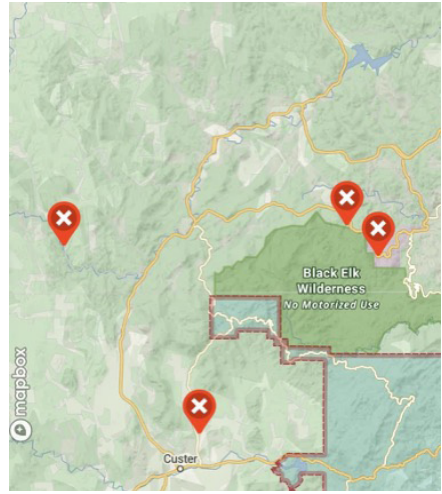 Black Elk
Wilderness
No Motorized Use
Custer
mapbox